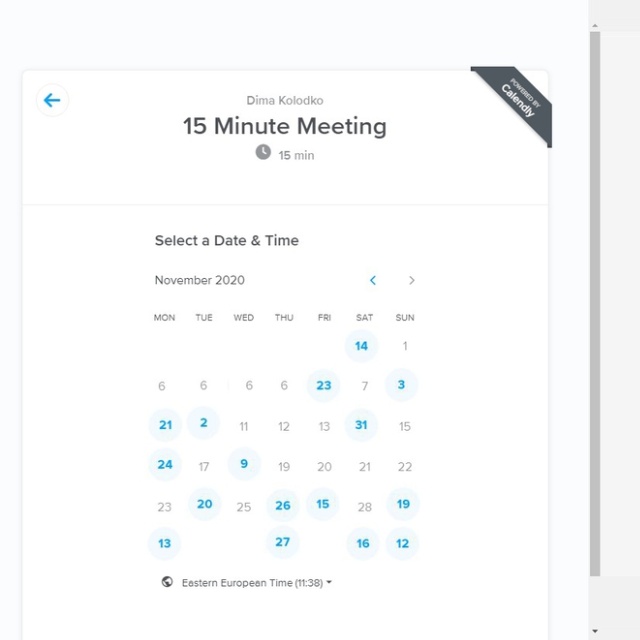 POWERED BY
Calendly
Dima Kolodko
15 Minute Meeting
15 min
Select a Date & Time
November 2020
MON TUE WED THU FRI SAT SUN
14 1
6 6 6 6 23 7 3
21 2 11 12 13 31 15
24 17 9 19 20 21 22
23 20 25 26 15 28 19
13 27 16 12
Eastern European Time (11:38)